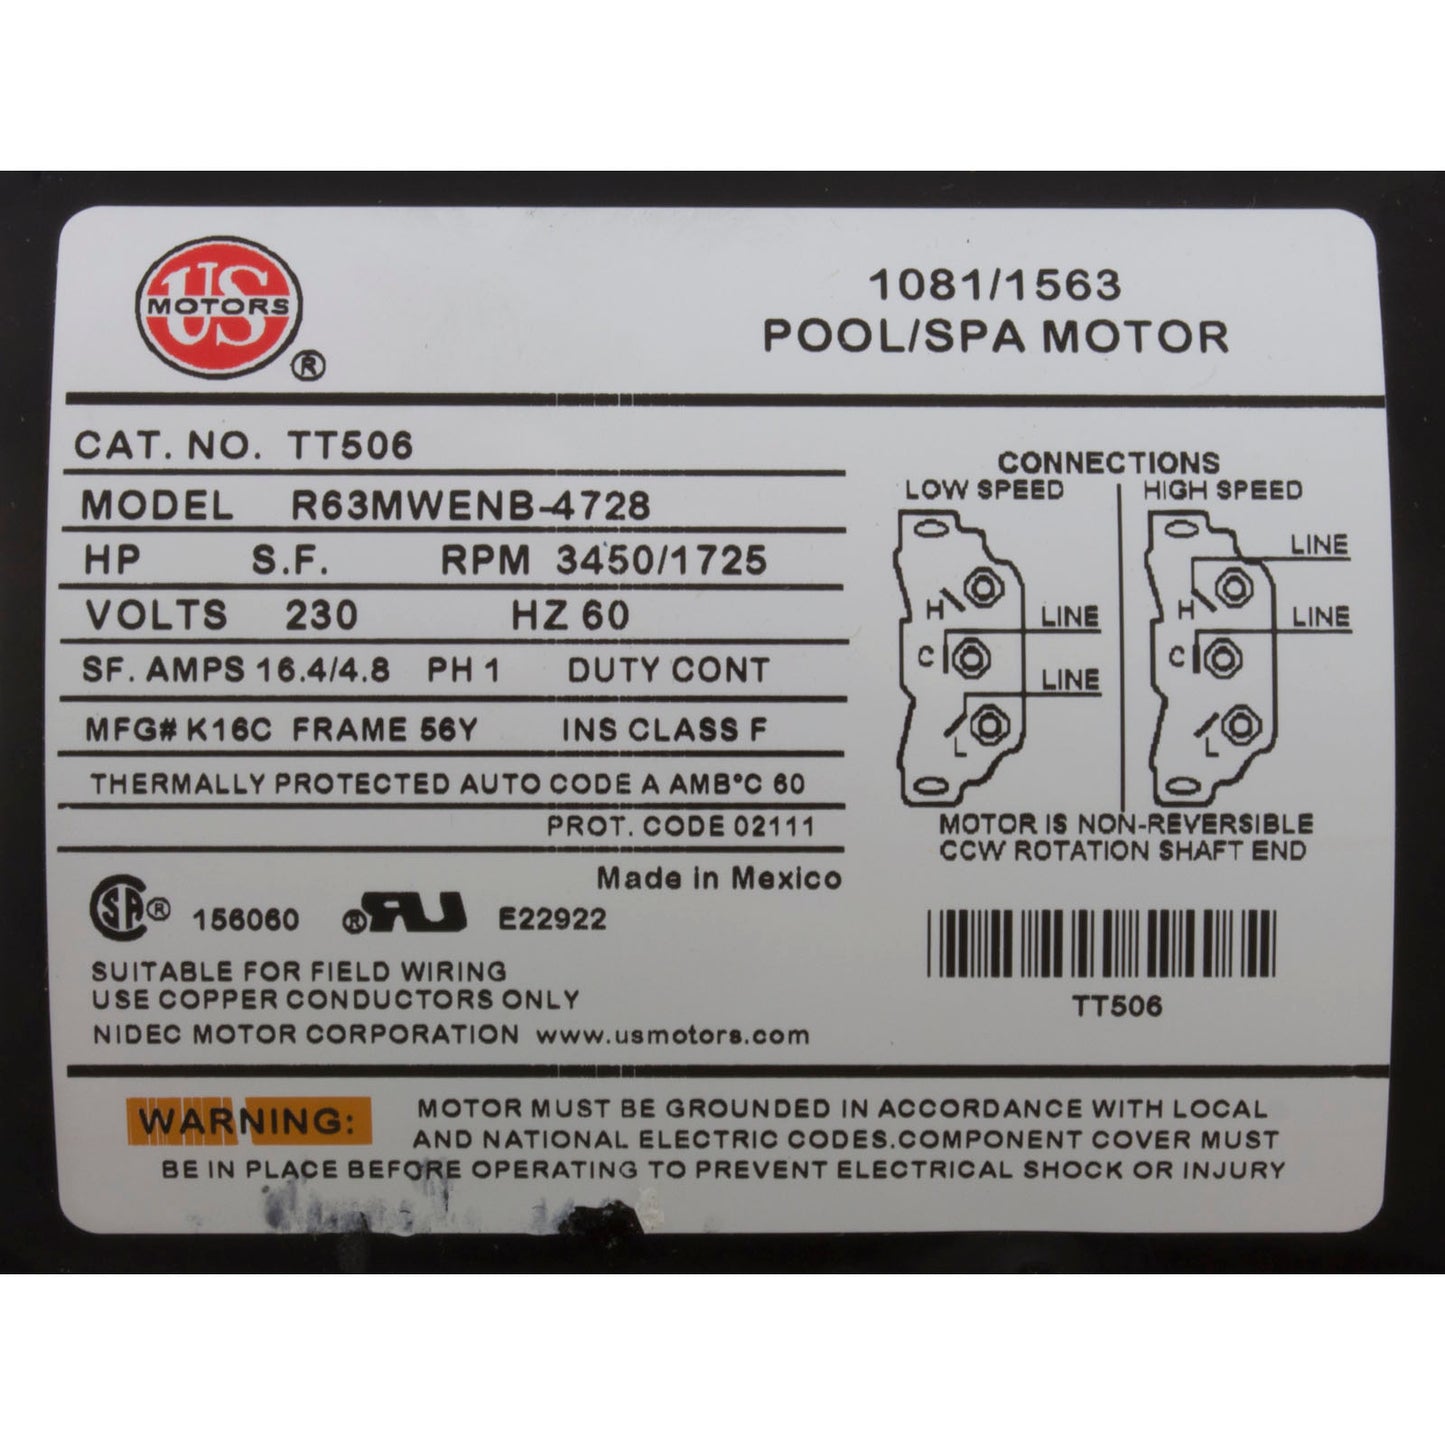 US
MOTORS
®
1081/1563
POOL/SPA MOTOR
CAT. NO. TT506
MODEL R63MWENB-4728
HP S.F. RPM 3450/1725
VOLTS 230 HZ 60
SF. AMPS 16.4/4.8 PH 1 DUTY CONT
MFG# K16C FRAME 56Y INS CLASS F
THERMALLY PROTECTED AUTO CODE A AMB°C 60
PROT. CODE 02111
Made in Mexico
SA® 156060 ®RU E22922
SUITABLE FOR FIELD WIRING
USE COPPER CONDUCTORS ONLY
NIDEC MOTOR CORPORATION www.usmotors.com
CONNECTIONS
LOW SPEED HIGH SPEED
H
LINE
C
LINE
L
LINE
H
LINE
C
L
MOTOR IS NON-REVERSIBLE
CCW ROTATION SHAFT END
TT506
WARNING: MOTOR MUST BE GROUNDED IN ACCORDANCE WITH LOCAL
AND NATIONAL ELECTRIC CODES.COMPONENT COVER MUST
BE IN PLACE BEFORE OPERATING TO PREVENT ELECTRICAL SHOCK OR INJURY